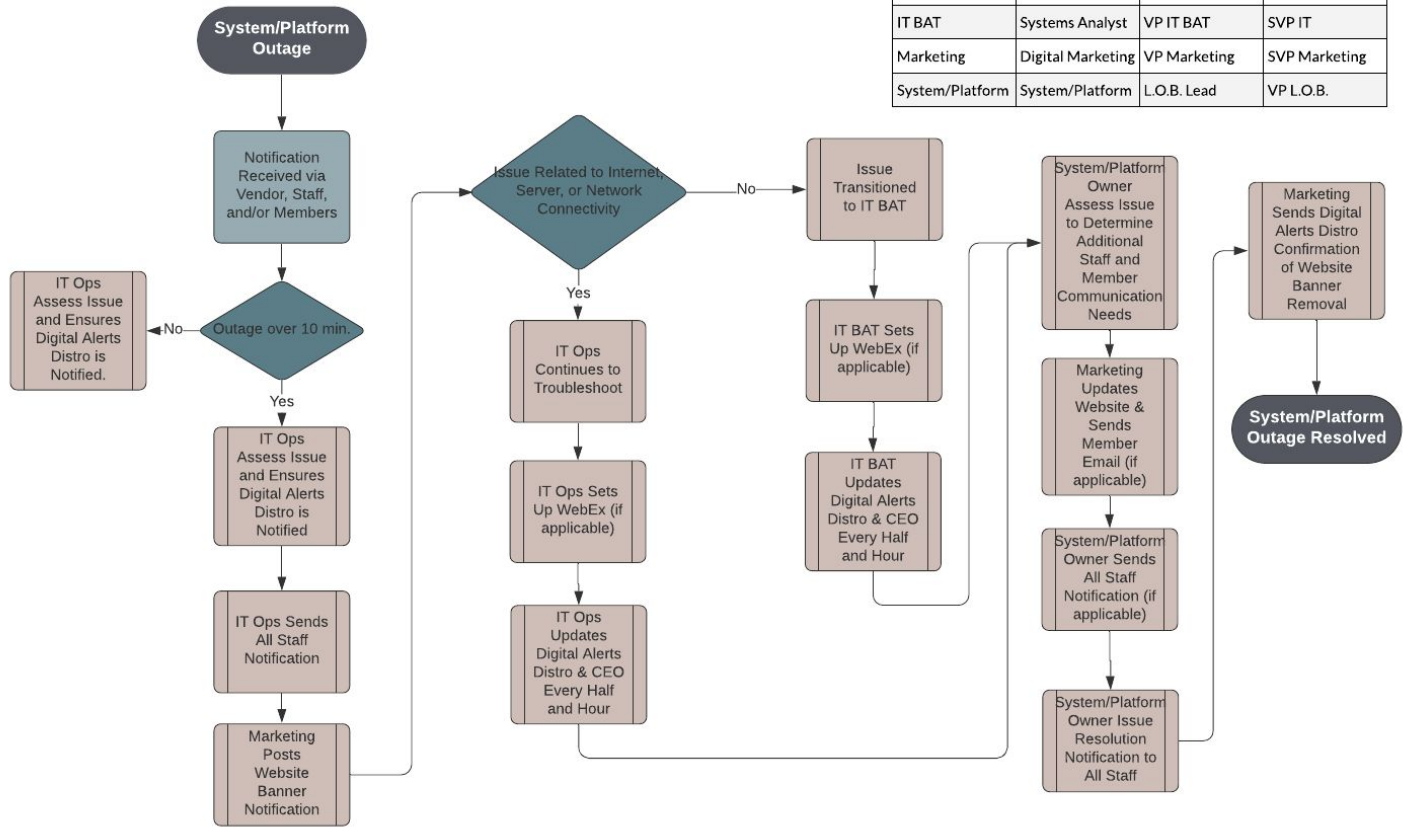 System/Platform
Outage
Notification
Received via
Vendor, Staff,
and/or Members
Outage over 10 min.
No
IT Ops
Assess Issue
and Ensures
Digital Alerts
Distro is
Notified.
Yes
IT Ops
Assess Issue
and Ensures
Digital Alerts
Distro is
Notified
IT Ops Sends
All Staff
Notification
Marketing
Posts
Website
Banner
Notification
Issue Related to Internet,
Server, or Network
Connectivity
Yes
IT Ops
Continues to
Troubleshoot
IT Ops Sets
Up WebEx (if
applicable)
IT Ops
Updates
Digital Alerts
Distro & CEO
Every Half
and Hour
No
Issue
Transitioned
to IT BAT
IT BAT Sets
Up WebEx (if
applicable)
IT BAT
Updates
Digital Alerts
Distro & CEO
Every Half
and Hour
System/Platform
Owner
Assess Issue
to Determine
Additional
Staff and
Member
Communication
Needs
Marketing
Updates
Website &
Sends
Member
Email (if
applicable)
System/Platform
Owner Sends
All Staff
Notification (if
applicable)
System/Platform
Owner Issue
Resolution
Notification to
All Staff
Marketing
Sends Digital
Alerts Distro
Confirmation
of Website
Banner
Removal
System/Platform
Outage Resolved
IT BAT Systems Analyst VP IT BAT SVP IT
Marketing Digital Marketing VP Marketing SVP Marketing
System/Platform System/Platform L.O.B. Lead VP L.O.B.